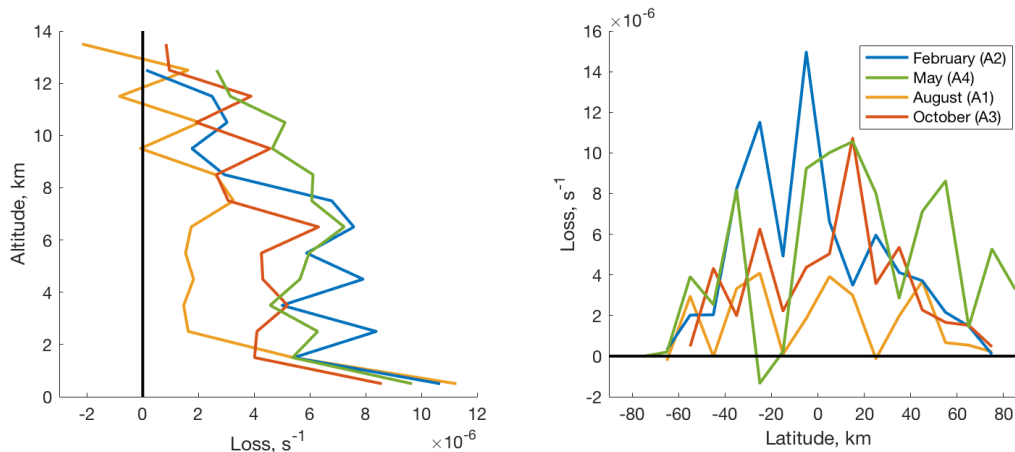 14
12
10
8
6
4
2
0
Altitude, km
-2 0 2 4 6 8 10 12
Loss, s⁻¹ ×10⁻⁶
×10⁻⁶
16
14
12
10
8
6
4
2
0
-2
Loss, s⁻¹
February (A2)
May (A4)
August (A1)
October (A3)
-80 -60 -40 -20 0 20 40 60 80
Latitude, km